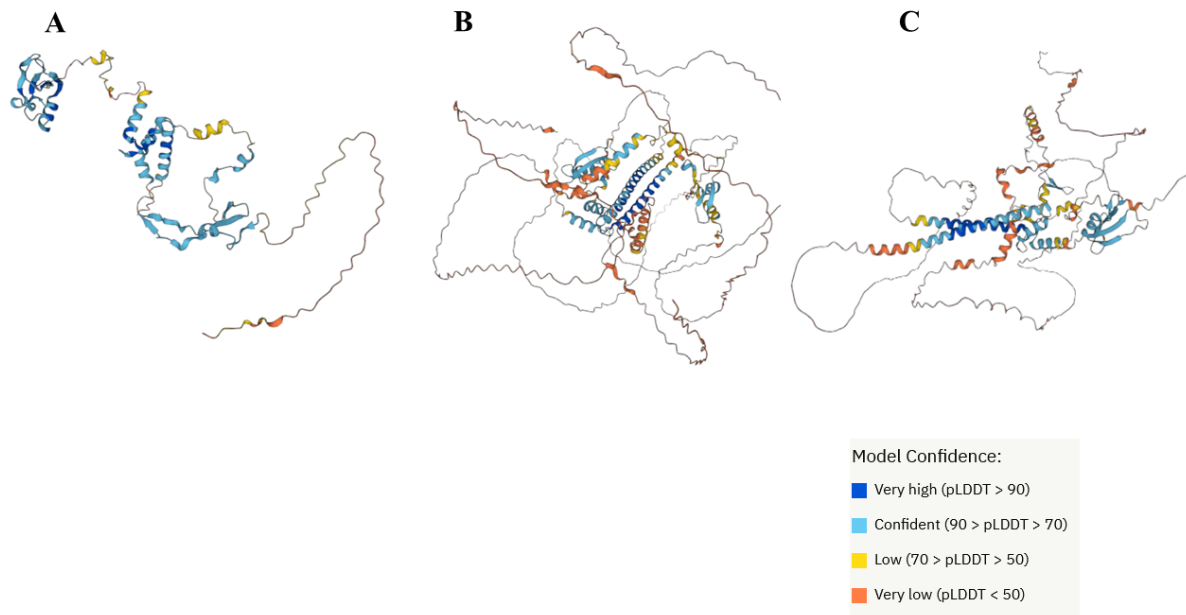 A
B
C
Model Confidence:
Very high (pLDDT > 90)
Confident (90 > pLDDT > 70)
Low (70 > pLDDT > 50)
Very low (pLDDT < 50)